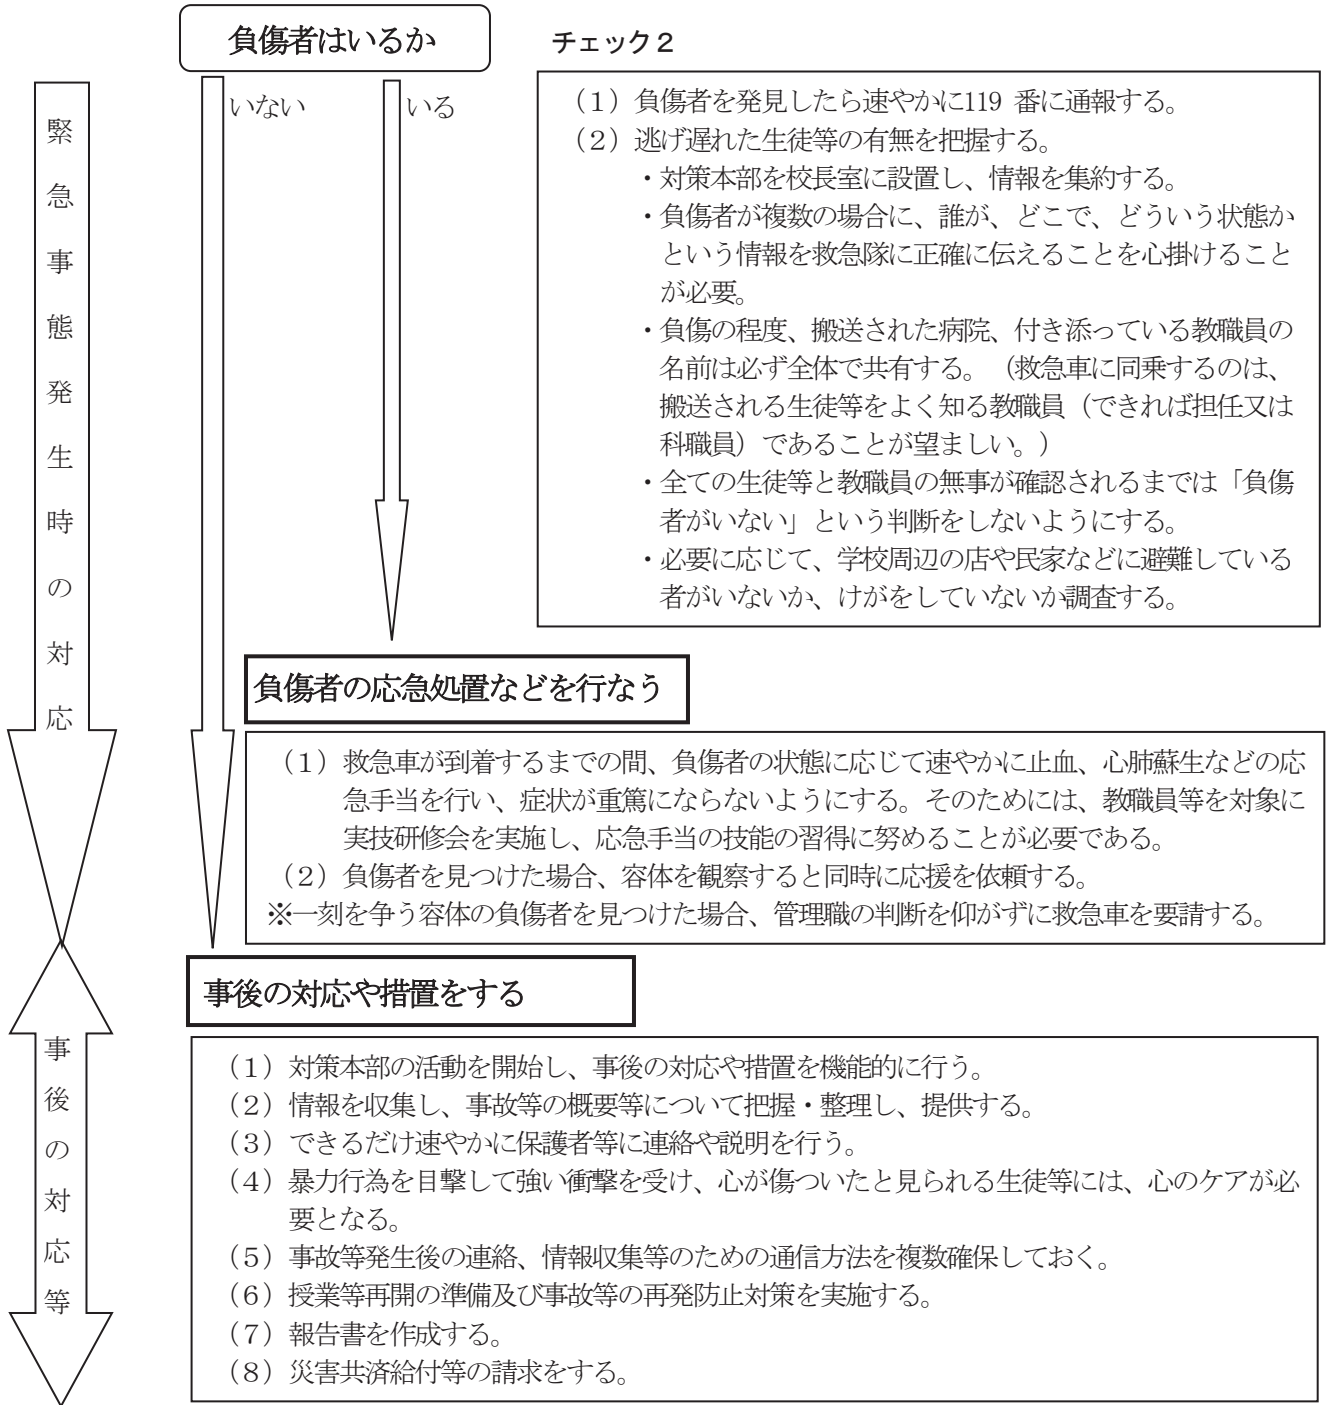 負傷者はいるか
チェック２
いない
いる
緊急事態発生時の対応
（１）負傷者を発見したら速やかに119 番に通報する。
（２）逃げ遅れた生徒等の有無を把握する。
・対策本部を校長室に設置し、情報を集約する。
・負傷者が複数の場合に、誰が、どこで、どういう状態か
という情報を救急隊に正確に伝えることを心掛けること
が必要。
・負傷の程度、搬送された病院、付き添っている教職員の
名前は必ず全体で共有する。（救急車に同乗するのは、
搬送される生徒等をよく知る教職員（できれば担任又は
科職員）であることが望ましい。）
・全ての生徒等と教職員の無事が確認されるまでは「負傷
者がいない」という判断をしないようにする。
・必要に応じて、学校周辺の店や民家などに避難している
者がいないか、けがをしていないか調査する。
負傷者の応急処置などを行なう
（１）救急車が到着するまでの間、負傷者の状態に応じて速やかに止血、心肺蘇生などの応
急手当を行い、症状が重篤にならないようにする。そのためには、教職員等を対象に
実技研修会を実施し、応急手当の技能の習得に努めることが必要である。
（２）負傷者を見つけた場合、容体を観察すると同時に応援を依頼する。
※一刻を争う容体の負傷者を見つけた場合、管理職の判断を仰がずに救急車を要請する。
事後の対応や措置をする
事後の対応等
（１）対策本部の活動を開始し、事後の対応や措置を機能的に行う。
（２）情報を収集し、事故等の概要等について把握・整理し、提供する。
（３）できるだけ速やかに保護者等に連絡や説明を行う。
（４）暴力行為を目撃して強い衝撃を受け、心が傷ついたと見られる生徒等には、心のケアが必
要となる。
（５）事故等発生後の連絡、情報収集等のための通信方法を複数確保しておく。
（６）授業等再開の準備及び事故等の再発防止対策を実施する。
（７）報告書を作成する。
（８）災害共済給付等の請求をする。